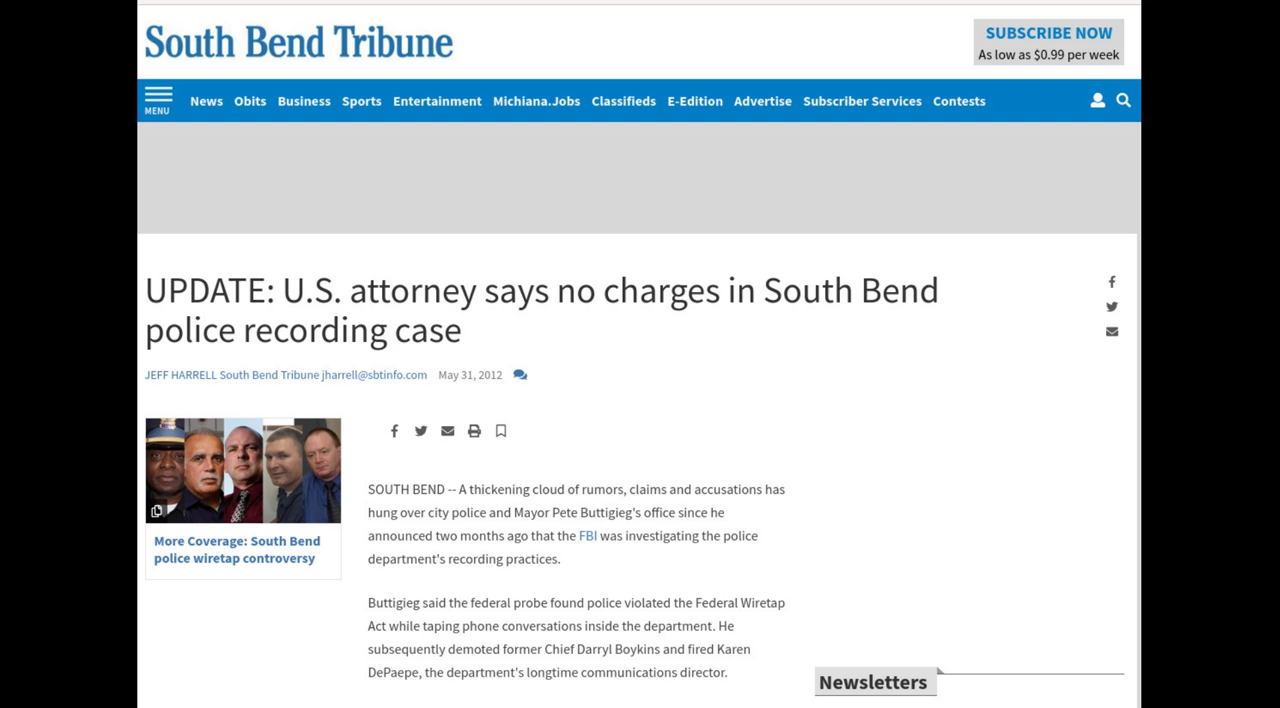 South Bend Tribune
SUBSCRIBE NOW
As low as $0.99 per week
MENU
News Obits Business Sports Entertainment Michiana.Jobs Classifieds E-Edition Advertise Subscriber Services Contests
UPDATE: U.S. attorney says no charges in South Bend
police recording case
JEFF HARRELL South Bend Tribune jharrell@sbtinfo.com May 31, 2012
More Coverage: South Bend
police wiretap controversy
SOUTH BEND -- A thickening cloud of rumors, claims and accusations has
hung over city police and Mayor Pete Buttigieg's office since he
announced two months ago that the FBI was investigating the police
department's recording practices.
Buttigieg said the federal probe found police violated the Federal Wiretap
Act while taping phone conversations inside the department. He
subsequently demoted former Chief Darryl Boykins and fired Karen
DePaepe, the department's longtime communications director.
Newsletters